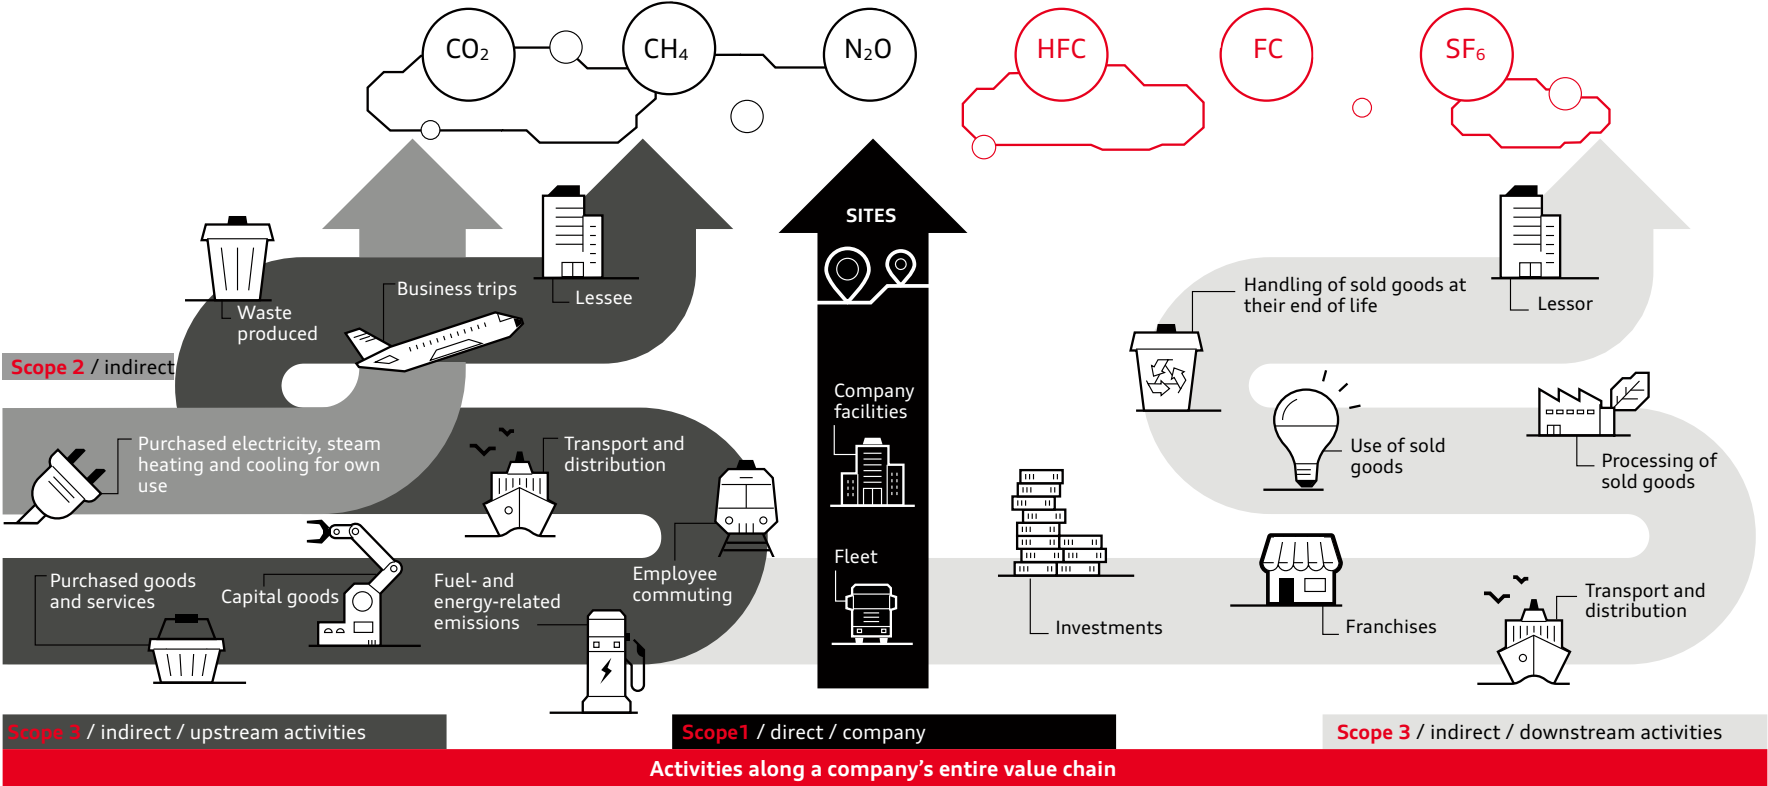 CO₂
CH₄
N₂O
HFC
FC
SF₆
SITES
Waste
produced
Business trips
Lessee
Handling of sold goods at
their end of life
Lessor
Scope 2 / indirect
Company
facilities
Purchased electricity, steam
heating and cooling for own
use
Transport and
distribution
Use of sold
goods
Processing of
sold goods
Purchased goods
and services
Capital goods
Fuel- and
energy-related
emissions
Employee
commuting
Fleet
Investments
Franchises
Transport and
distribution
Scope 3 / indirect / upstream activities
Scope1 / direct / company
Scope 3 / indirect / downstream activities
Activities along a company’s entire value chain